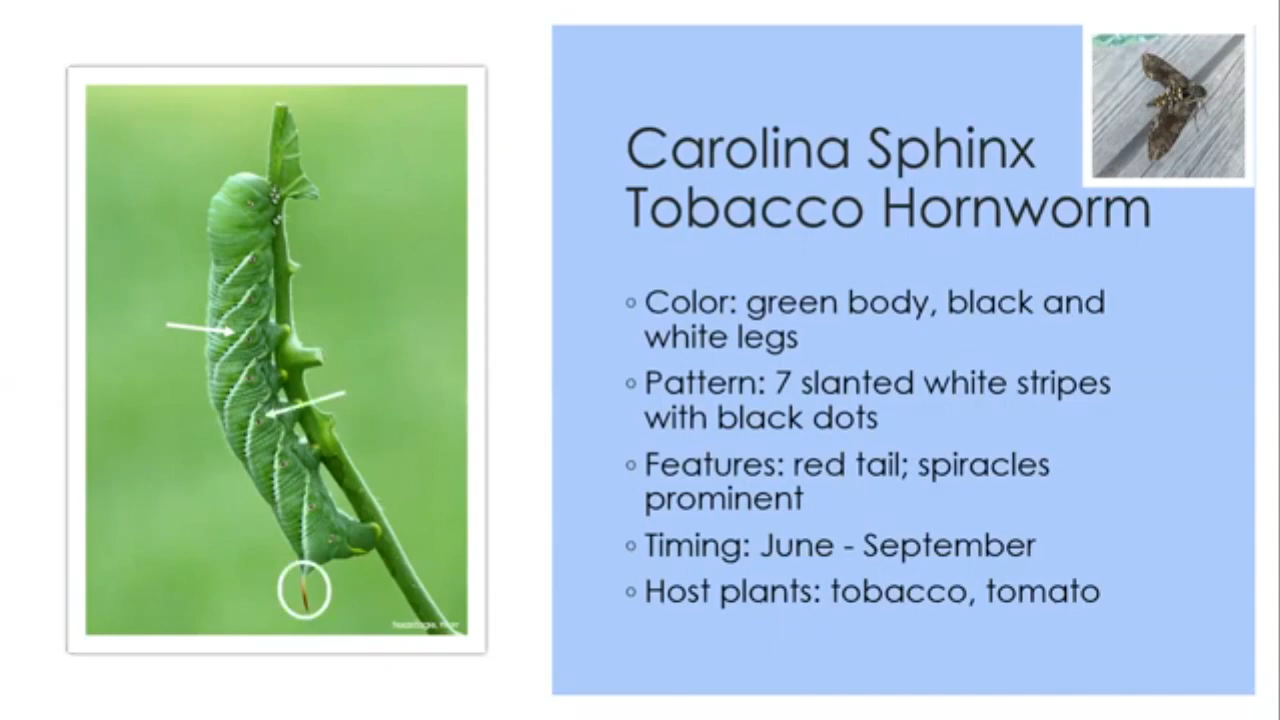 Carolina Sphinx
Tobacco Hornworm
◦ Color: green body, black and
white legs
◦ Pattern: 7 slanted white stripes
with black dots
◦ Features: red tail; spiracles
prominent
◦ Timing: June - September
◦ Host plants: tobacco, tomato